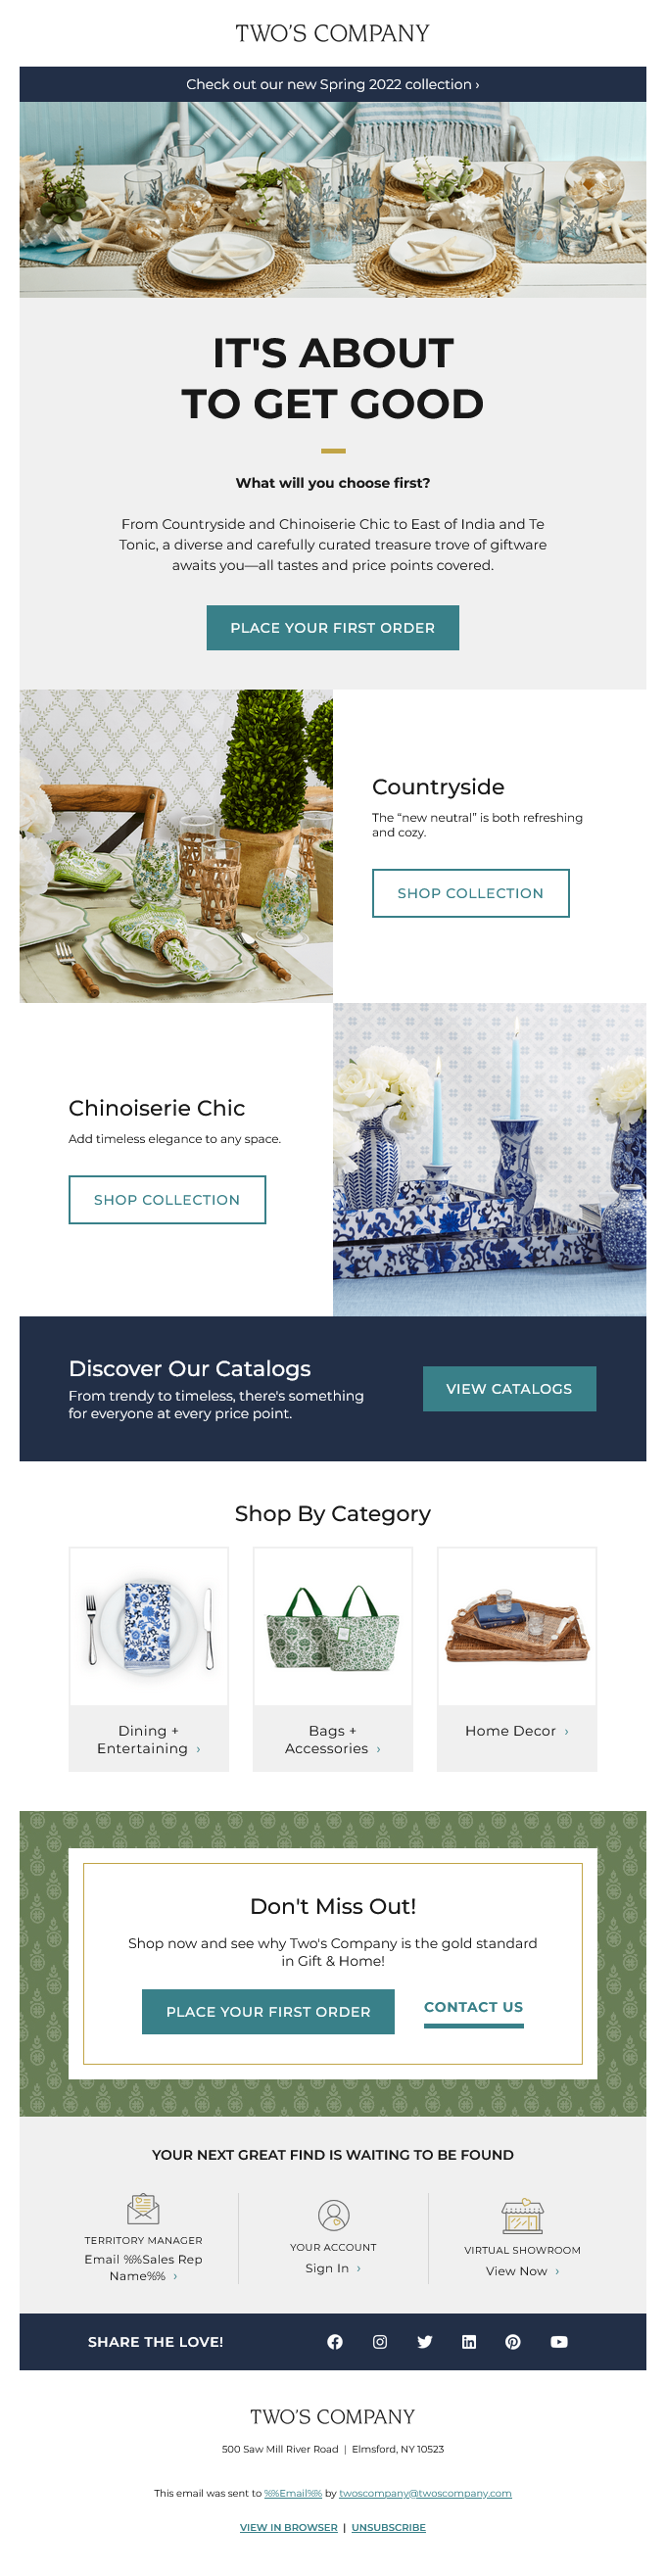 TWO'S COMPANY
Check out our new Spring 2022 collection ›
IT'S ABOUT
TO GET GOOD
What will you choose first?
From Countryside and Chinoiserie Chic to East of India and Te
Tonic, a diverse and carefully curated treasure trove of giftware
awaits you—all tastes and price points covered.
PLACE YOUR FIRST ORDER
Countryside
The “new neutral” is both refreshing
and cozy.
SHOP COLLECTION
Chinoiserie Chic
Add timeless elegance to any space.
SHOP COLLECTION
Discover Our Catalogs
From trendy to timeless, there's something
for everyone at every price point.
VIEW CATALOGS
Shop By Category
Dining +
Entertaining ›
Bags +
Accessories ›
Home Decor ›
Don't Miss Out!
Shop now and see why Two's Company is the gold standard
in Gift & Home!
PLACE YOUR FIRST ORDER
CONTACT US
YOUR NEXT GREAT FIND IS WAITING TO BE FOUND
TERRITORY MANAGER
Email %%Sales Rep
Name%% ›
YOUR ACCOUNT
Sign In ›
VIRTUAL SHOWROOM
View Now ›
SHARE THE LOVE!
TWO'S COMPANY
500 Saw Mill River Road | Elmsford, NY 10523
This email was sent to %%Email%% by twoscompany@twoscompany.com
VIEW IN BROWSER | UNSUBSCRIBE